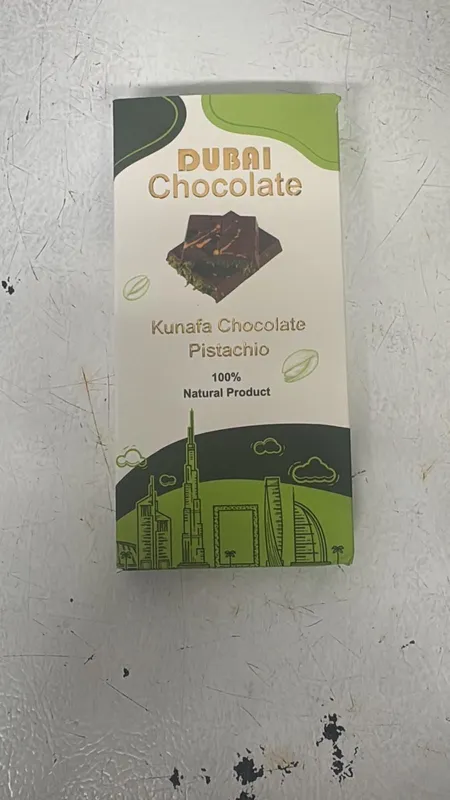 DUBAI
Chocolate
Kunafa Chocolate
Pistachio
100%
Natural Product